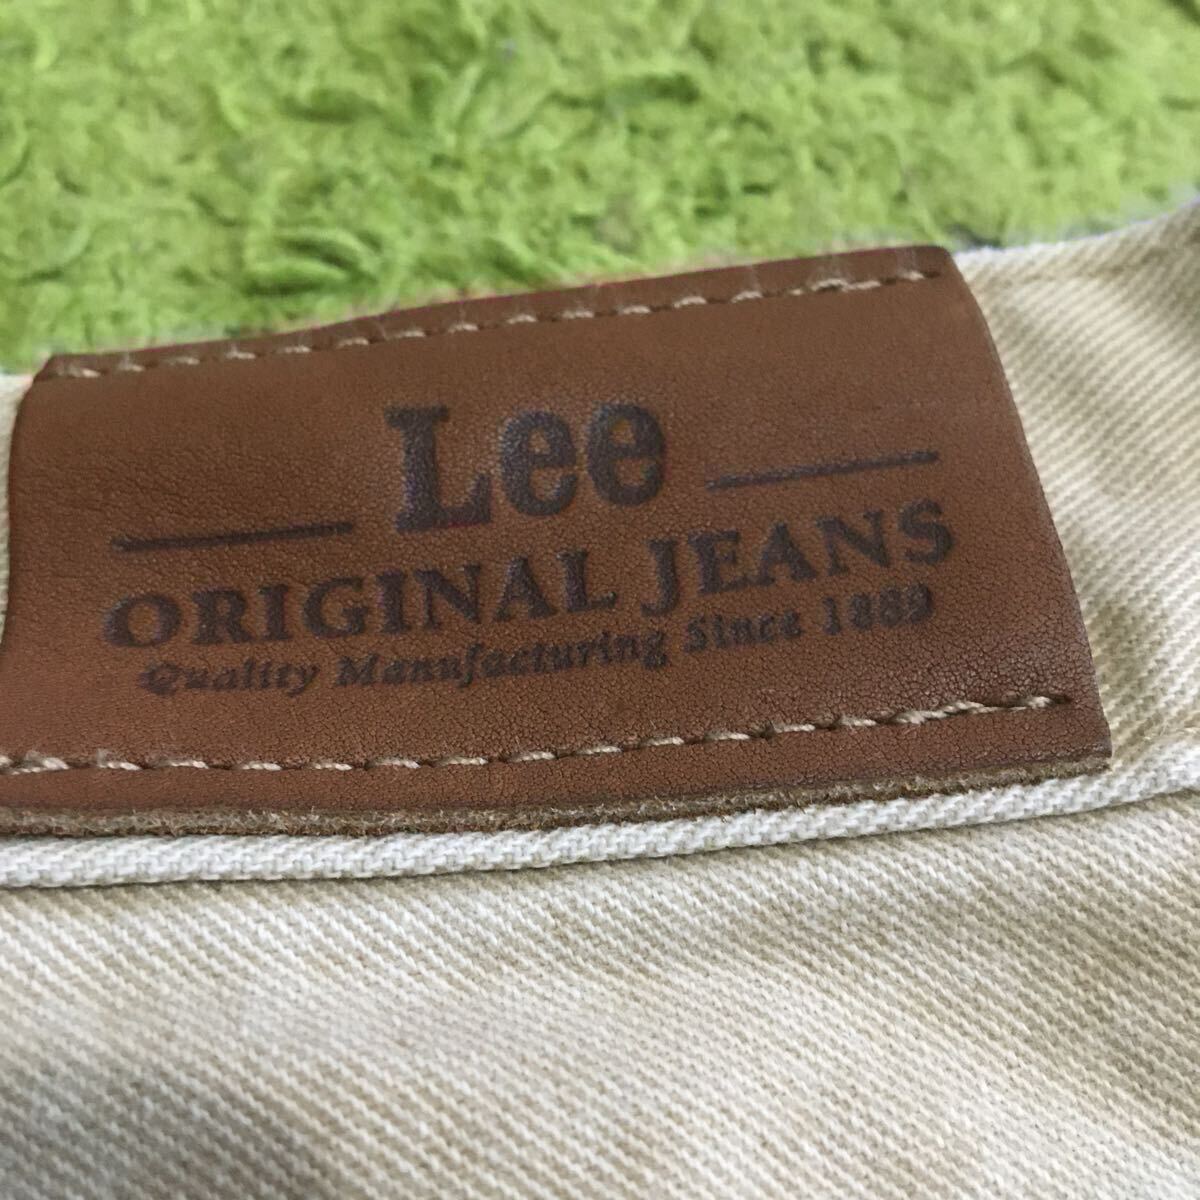 Lee
ORIGINAL JEANS
Quality Manufacturing Since 1889